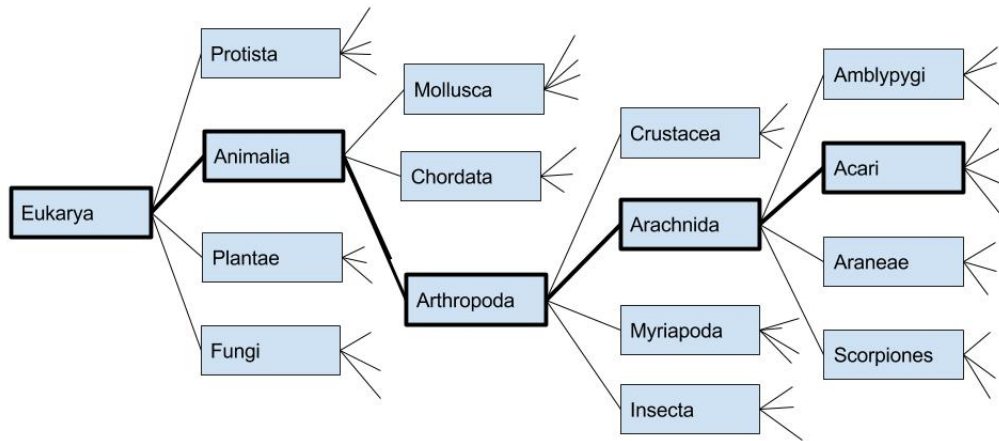 Eukarya
Protista
Animalia
Plantae
Fungi
Mollusca
Chordata
Arthropoda
Crustacea
Arachnida
Myriapoda
Insecta
Amblypygi
Acari
Araneae
Scorpiones